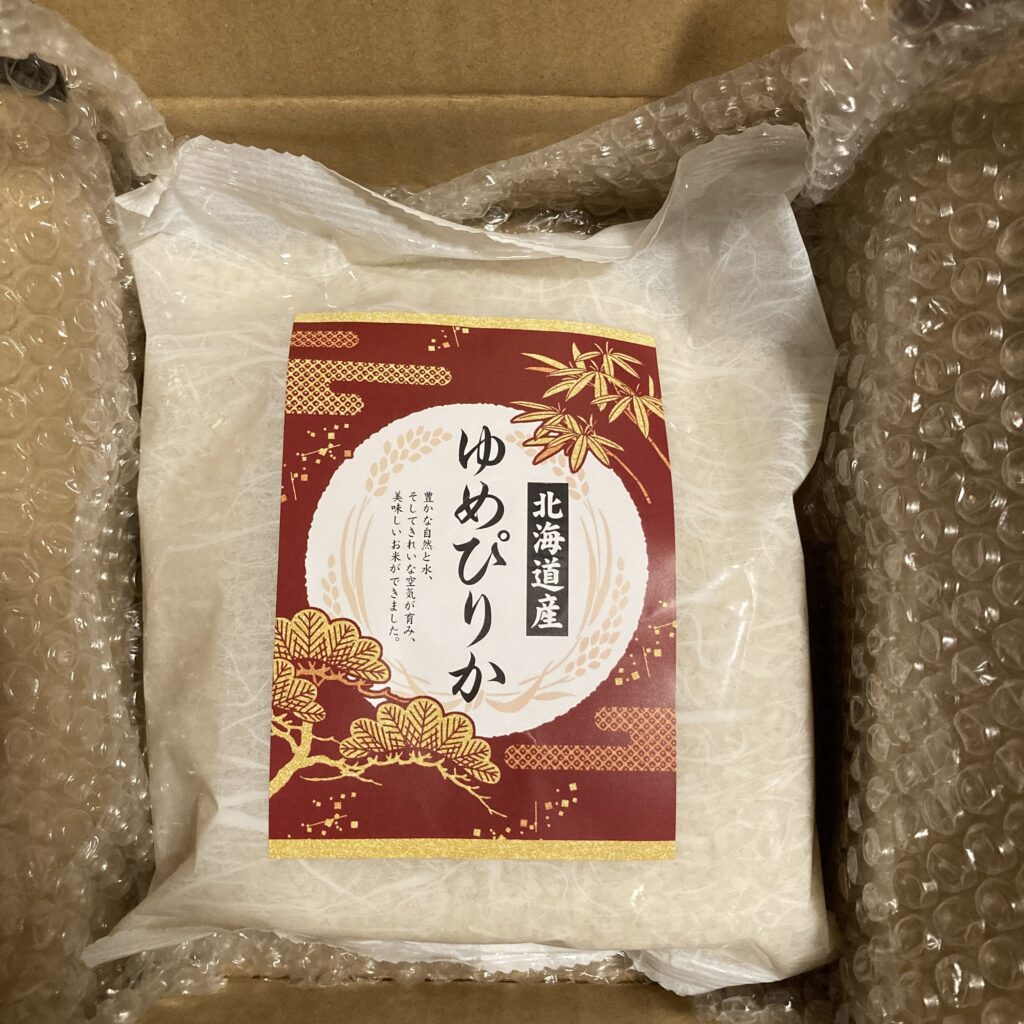 北海道産
ゆめぴりか
豊かな自然と水、
そしてきれいな空気が育み、
美味しいお米ができました。